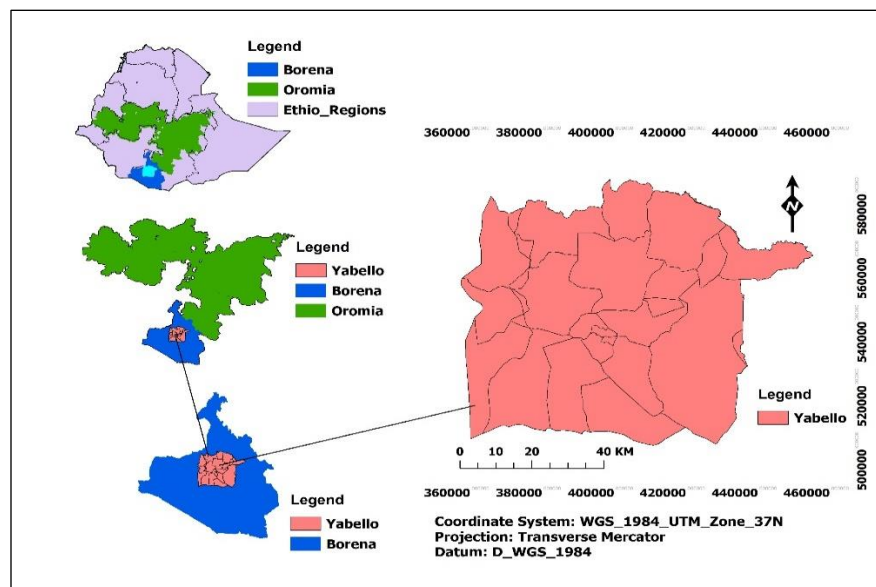 Legend
Borena
Oromia
Ethio_Regions
Legend
Yabello
Borena
Oromia
Legend
Yabello
Borena
360000 380000 400000 420000 440000 460000
N
580000
560000
540000
520000
500000
Legend
Yabello
0 10 20 40 KM
360000 380000 400000 420000 440000 460000
Coordinate System: WGS_1984_UTM_Zone_37N
Projection: Transverse Mercator
Datum: D_WGS_1984